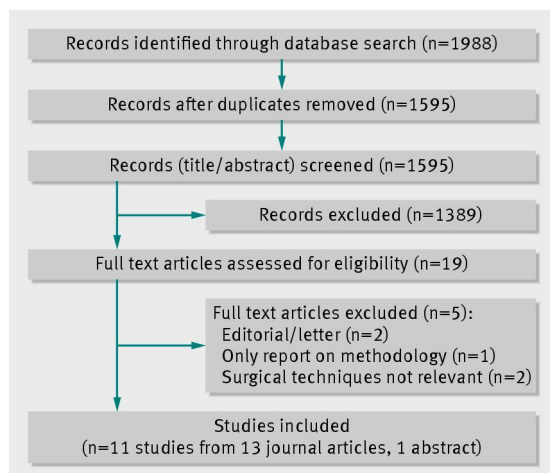 Records identified through database search (n=1988)
Records after duplicates removed (n=1595)
Records (title/abstract) screened (n=1595)
Records excluded (n=1389)
Full text articles assessed for eligibility (n=19)
Full text articles excluded (n=5):
Editorial/letter (n=2)
Only report on methodology (n=1)
Surgical techniques not relevant (n=2)
Studies included
(n=11 studies from 13 journal articles, 1 abstract)